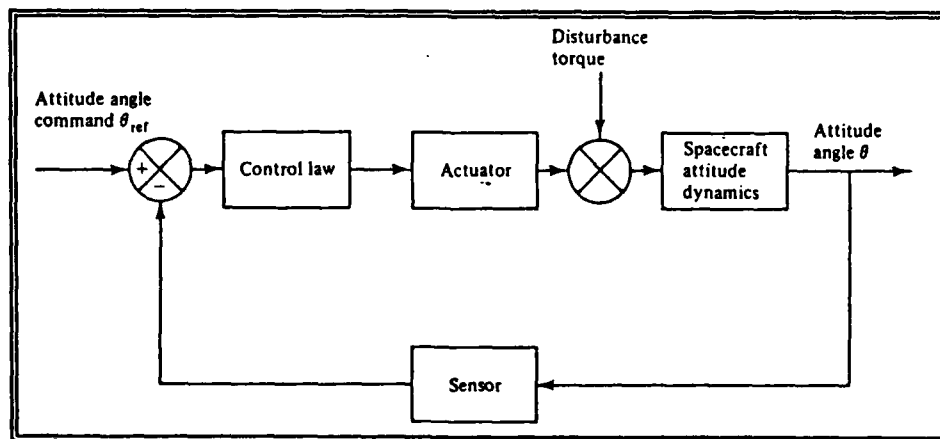 Disturbance
torque
Attitude angle
command θref
+
−
Control law
Actuator
Spacecraft
attitude
dynamics
Attitude
angle θ
Sensor